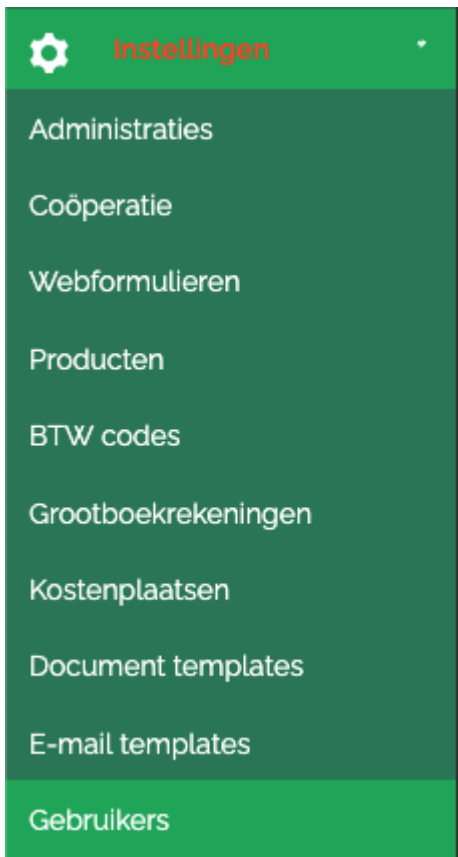 Instellingen
Administraties
Coöperatie
Webformulieren
Producten
BTW codes
Grootboekrekeningen
Kostenplaatsen
Document templates
E-mail templates
Gebruikers